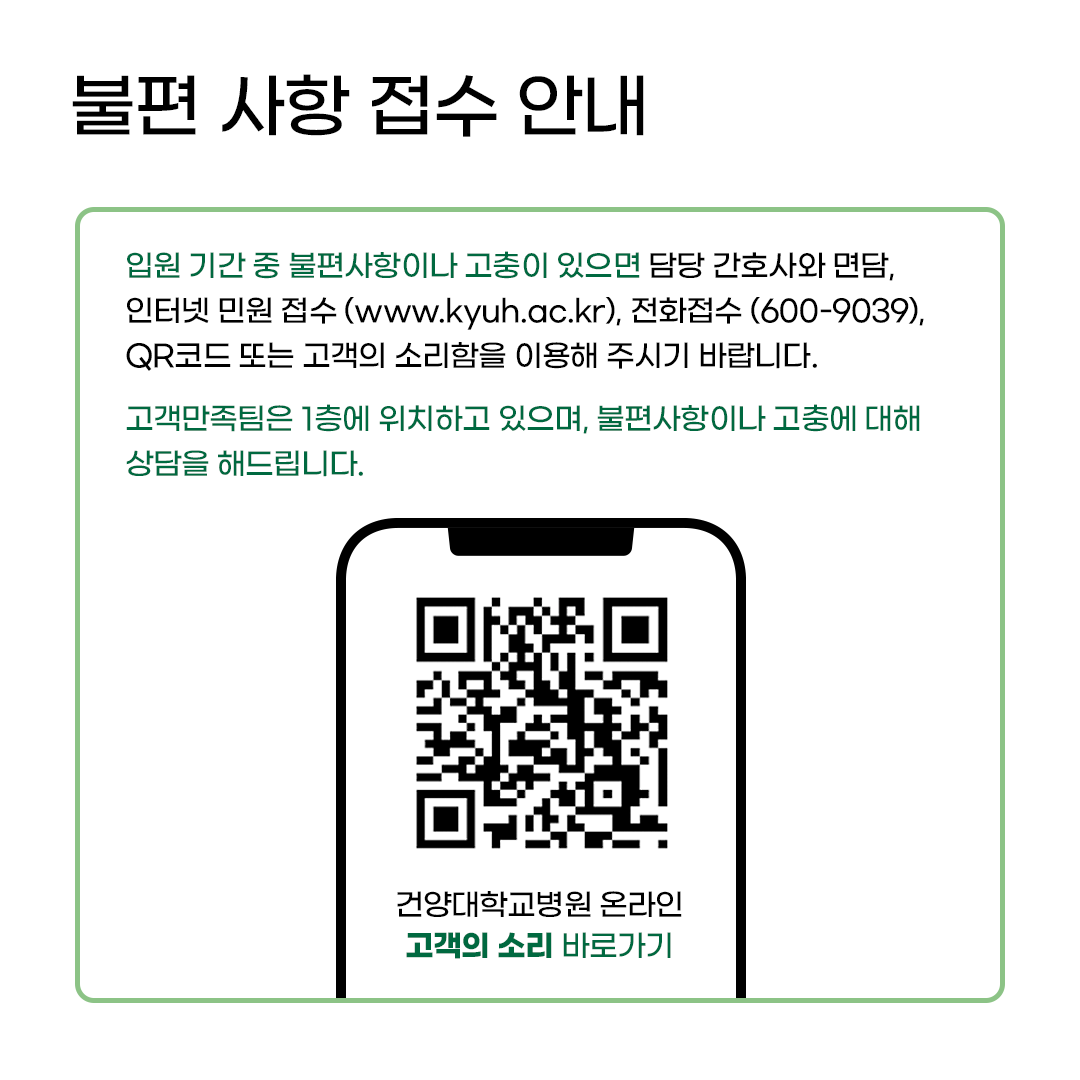 불편 사항 접수 안내
입원 기간 중 불편사항이나 고충이 있으면 담당 간호사와 면담,
인터넷 민원 접수 (www.kyuh.ac.kr), 전화접수 (600-9039),
QR코드 또는 고객의 소리함을 이용해 주시기 바랍니다.
고객만족팀은 1층에 위치하고 있으며, 불편사항이나 고충에 대해
상담을 해드립니다.
건양대학교병원 온라인
고객의 소리 바로가기